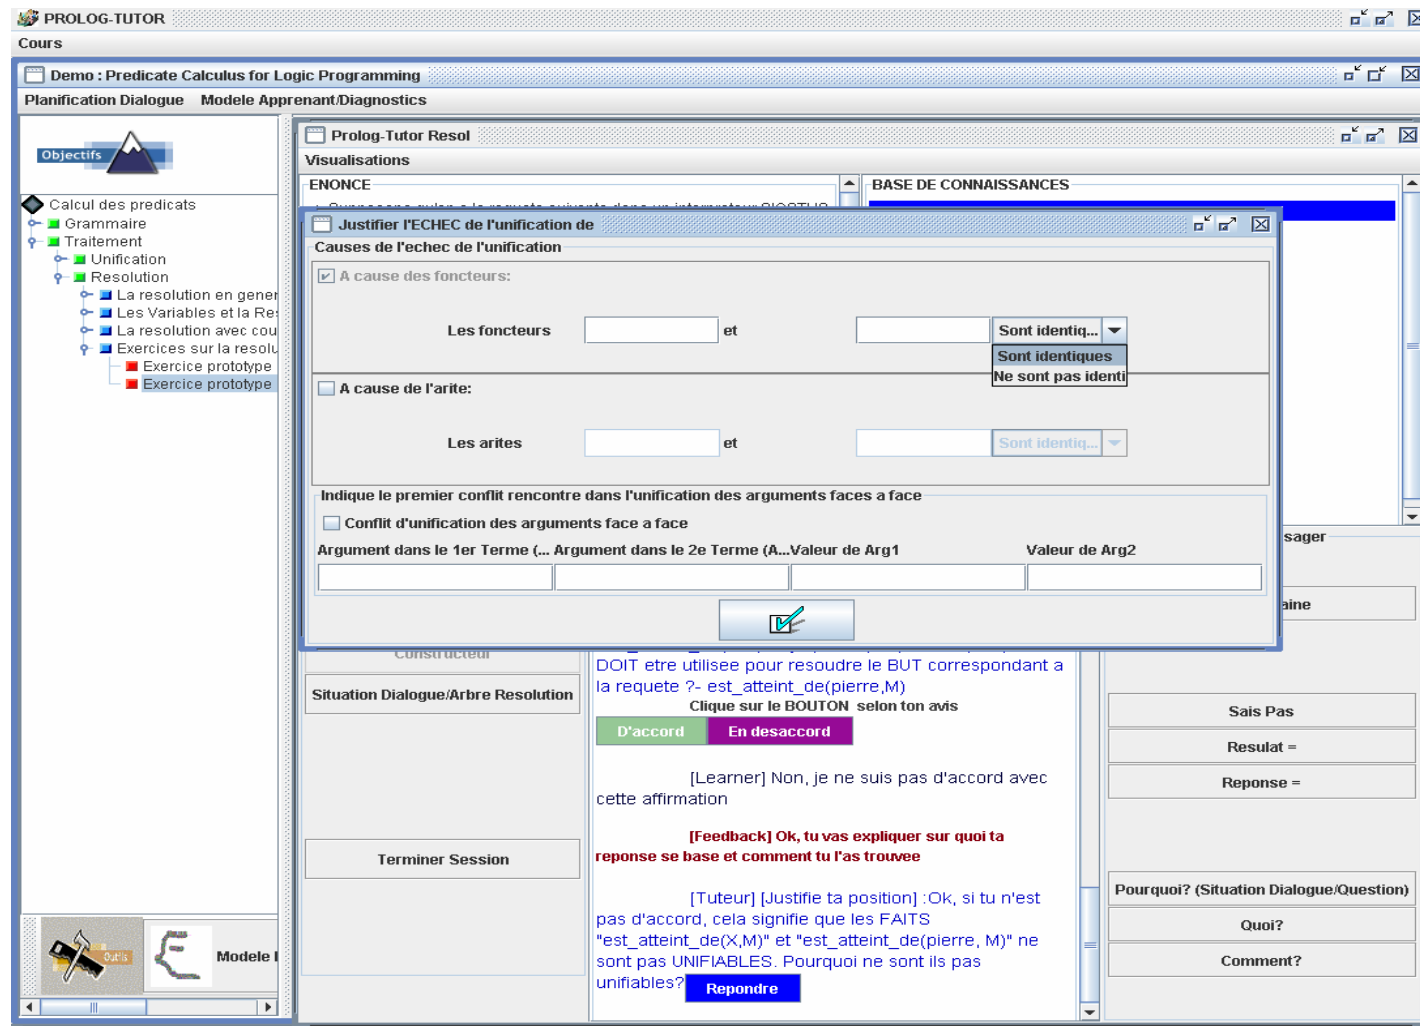 PROLOG-TUTOR
Cours
Demo : Predicate Calculus for Logic Programming
Planification Dialogue Modele Apprenant/Diagnostics
Objectifs
Calcul des predicats
Grammaire
Traitement
Unification
Resolution
La resolution en gener
Les Variables et la Re
La resolution avec cou
Exercices sur la resolu
Exercice prototype
Exercice prototype
Outils
Modele
Prolog-Tutor Resol
Visualisations
ENONCE
BASE DE CONNAISSANCES
Justifier l'ECHEC de l'unification de
Causes de l'echec de l'unification
A cause des foncteurs:
Les foncteurs et Sont identiq...
Sont identiques
Ne sont pas identi
A cause de l'arite:
Les arites et Sont identiq...
Indique le premier conflit rencontre dans l'unification des arguments faces a face
Conflit d'unification des arguments face a face
Argument dans le 1er Terme (... Argument dans le 2e Terme (A... Valeur de Arg1 Valeur de Arg2
sager
aine
Constructeur
Situation Dialogue/Arbre Resolution
Terminer Session
DOIT etre utilisee pour resoudre le BUT correspondant a
la requete ?- est_atteint_de(pierre,M)
Clique sur le BOUTON selon ton avis
D'accord En desaccord
[Learner] Non, je ne suis pas d'accord avec
cette affirmation
[Feedback] Ok, tu vas expliquer sur quoi ta
reponse se base et comment tu l'as trouvee
[Tuteur] [Justifie ta position] :Ok, si tu n'est
pas d'accord, cela signifie que les FAITS
"est_atteint_de(X,M)" et "est_atteint_de(pierre, M)" ne
sont pas UNIFIABLES. Pourquoi ne sont ils pas
unifiables?
Repondre
Sais Pas
Resulat =
Reponse =
Pourquoi? (Situation Dialogue/Question)
Quoi?
Comment?